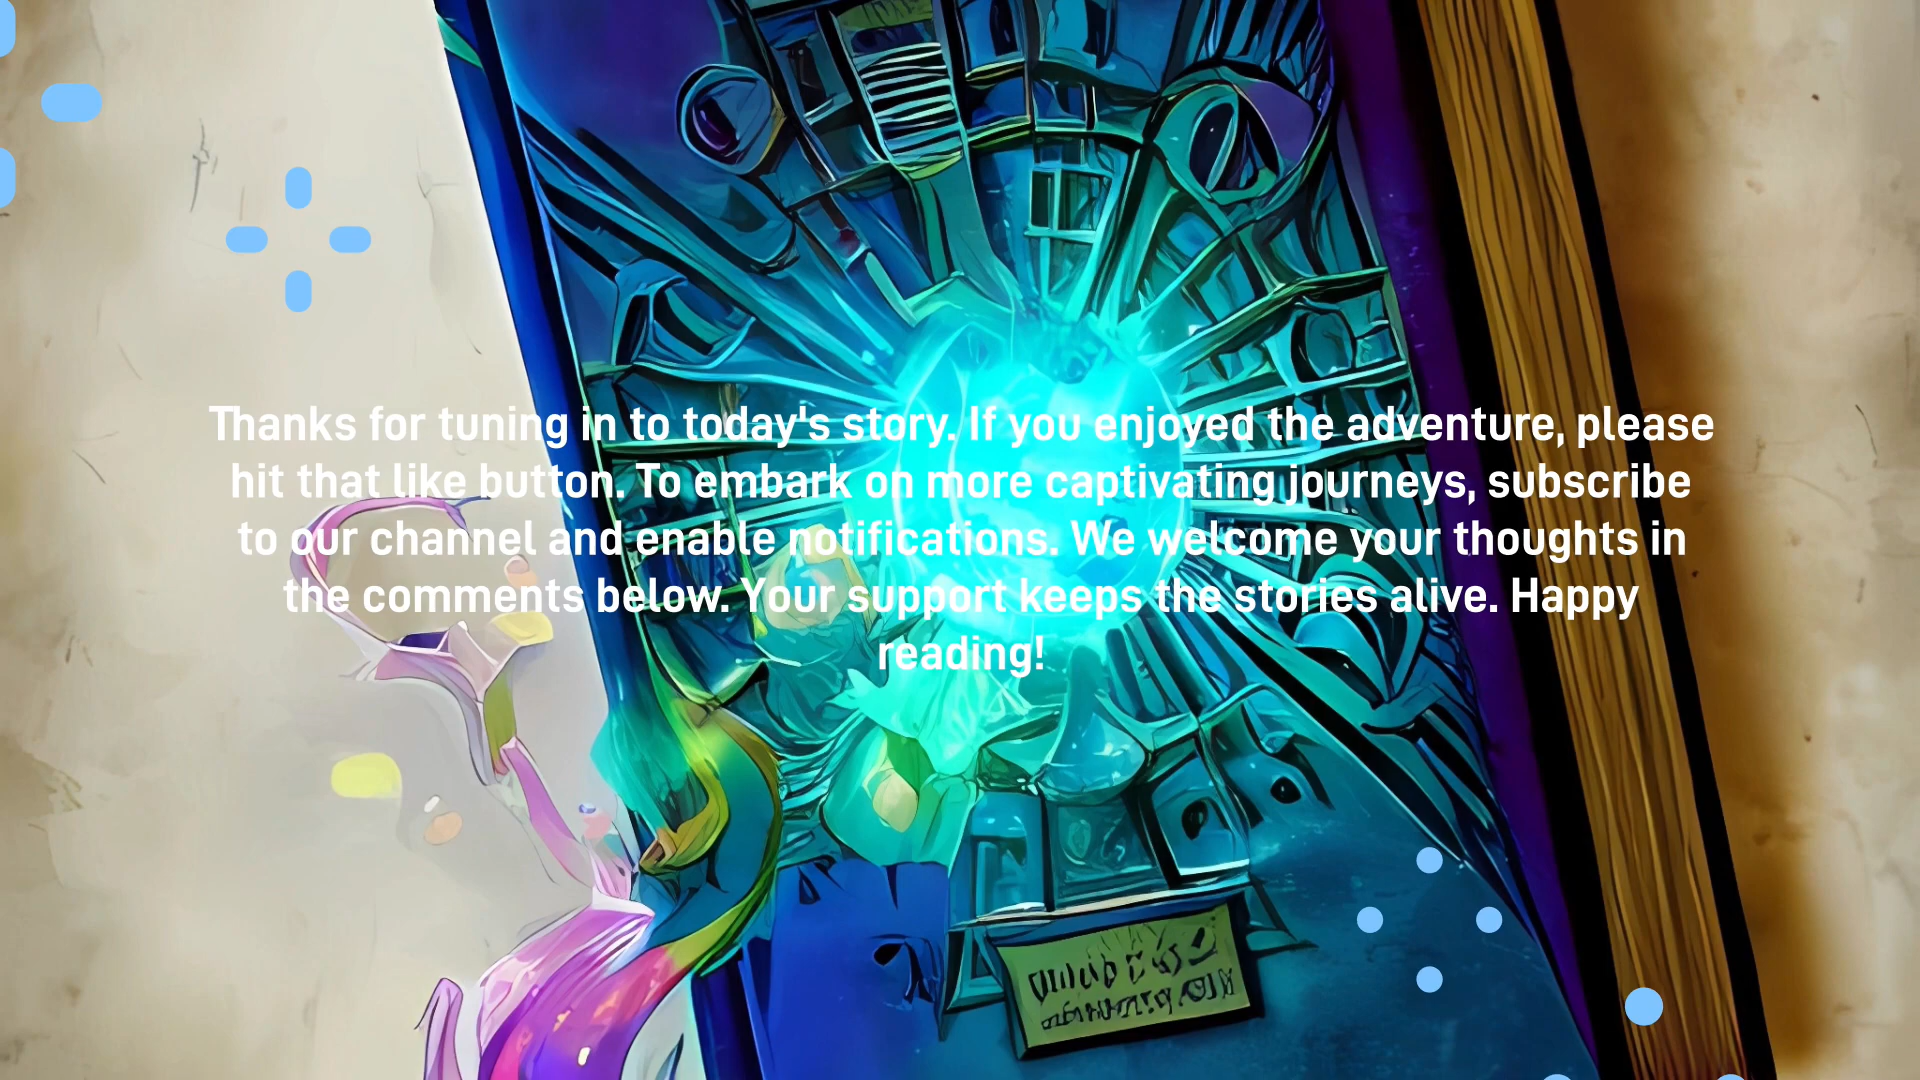 Thanks for tuning in to today's story. If you enjoyed the adventure, please
hit that like button. To embark on more captivating journeys, subscribe
to our channel and enable notifications. We welcome your thoughts in
the comments below. Your support keeps the stories alive. Happy
reading!